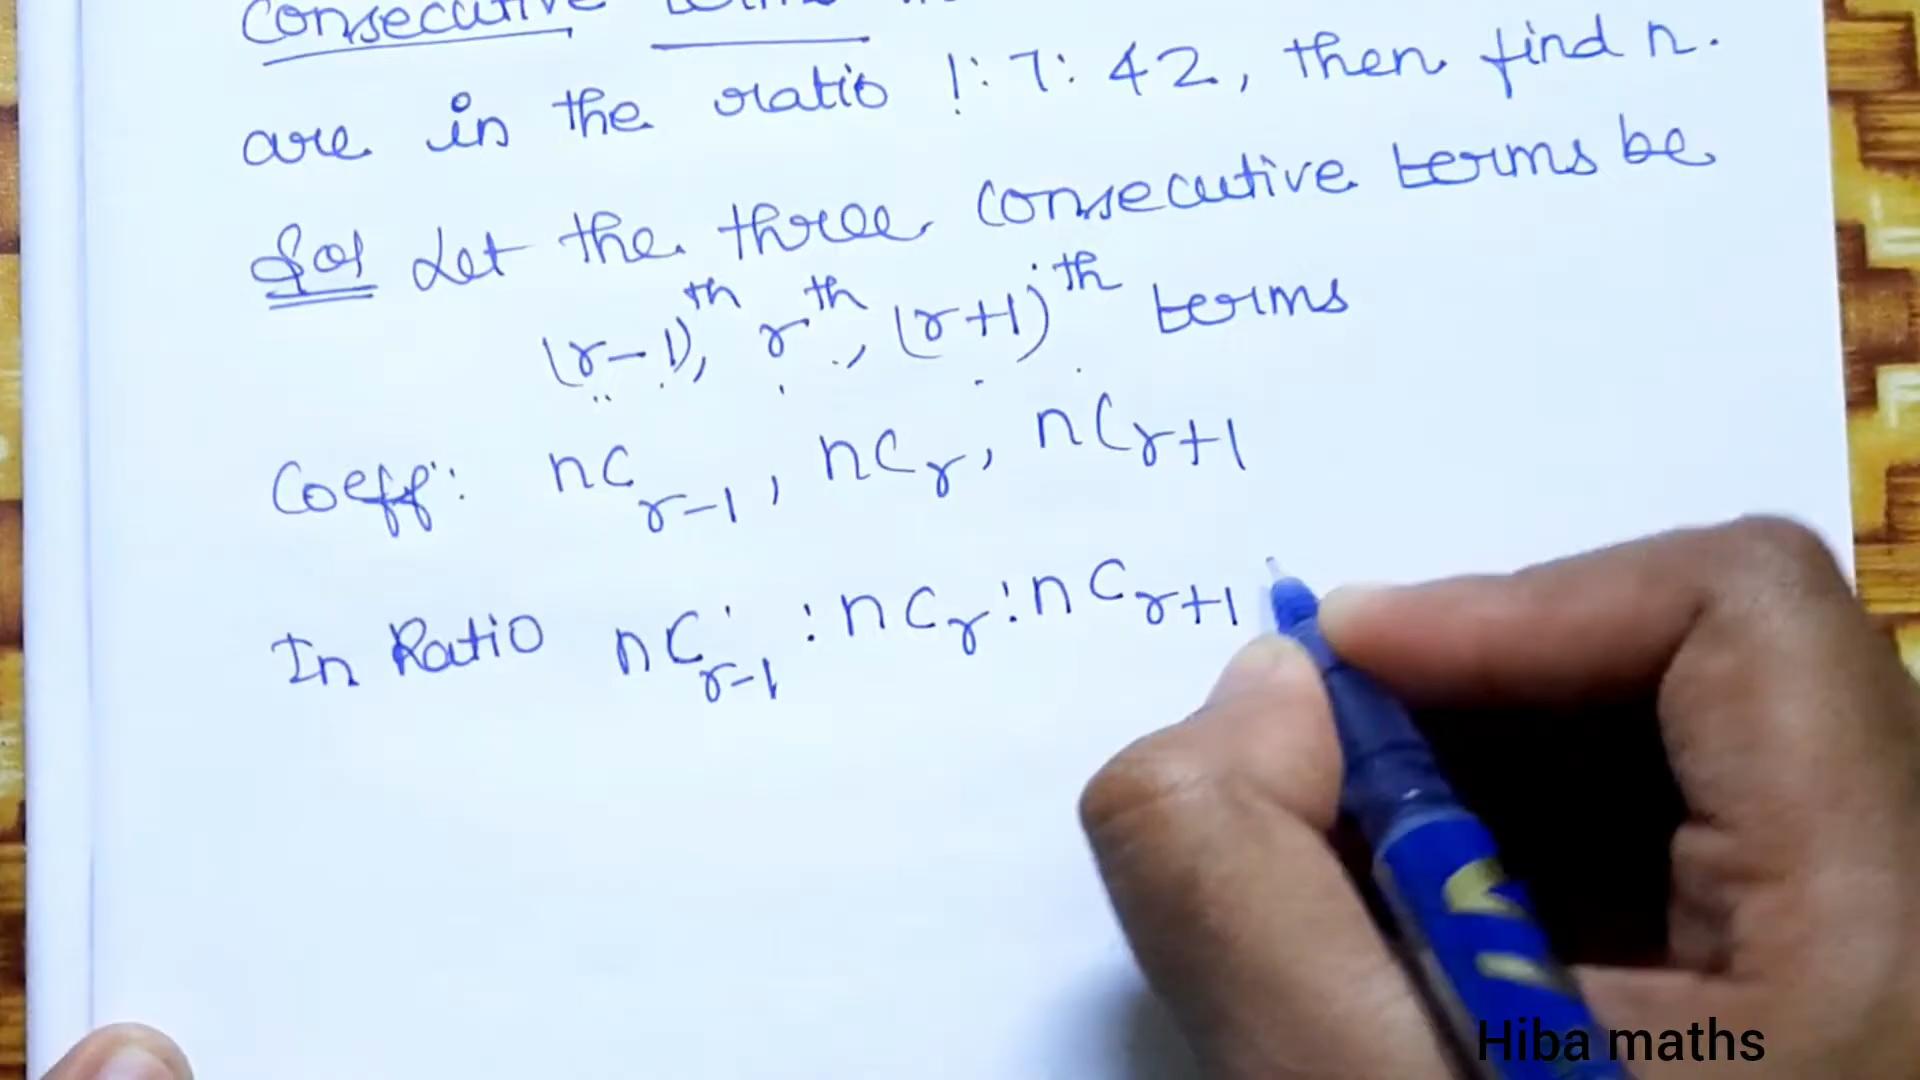 Consecutive
are in the ratio 1:7:42, then find n.
Sol Let the three consecutive terms be
(r-1)th, rth, (r+1)th terms
Coeff: nCr-1, nCr, nCr+1
In Ratio nCr-1 : nCr : nCr+1
Hiba maths